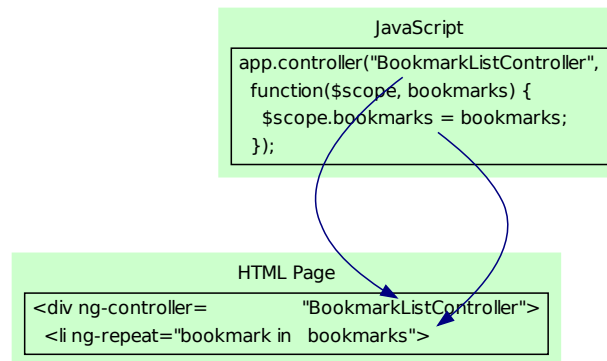 JavaScript
app.controller("BookmarkListController",
function($scope, bookmarks) {
$scope.bookmarks = bookmarks;
});
HTML Page
<div ng-controller= "BookmarkListController">
<li ng-repeat="bookmark in bookmarks">